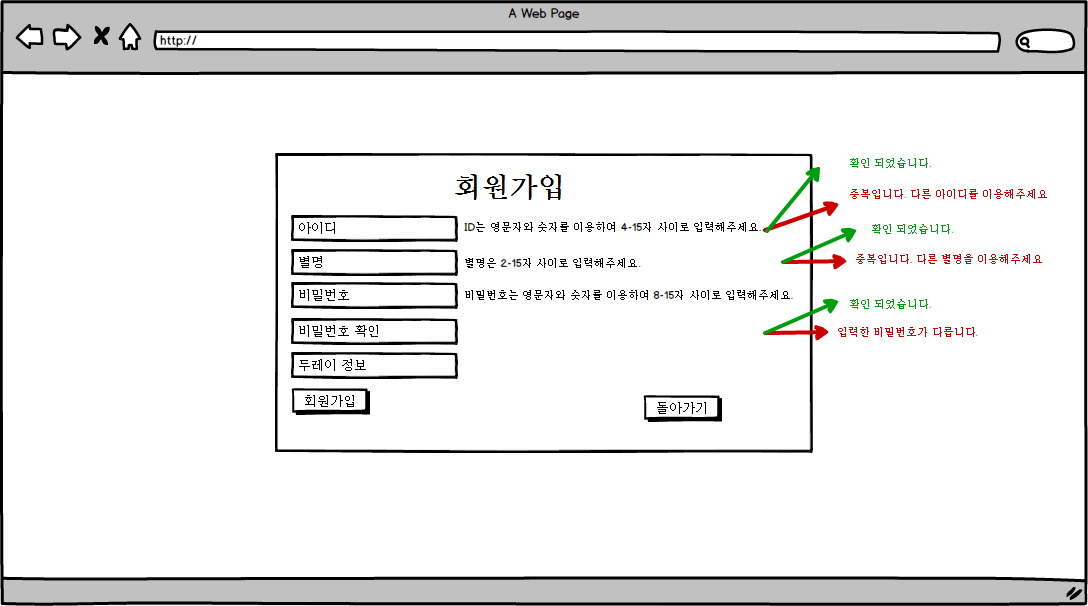 A Web Page
http://
회원가입
아이디
ID는 영문자와 숫자를 이용하여 4-15자 사이로 입력해주세요.
확인 되었습니다.
중복입니다. 다른 아이디를 이용해주세요
별명
별명은 2-15자 사이로 입력해주세요.
확인 되었습니다.
중복입니다. 다른 별명을 이용해주세요
비밀번호
비밀번호는 영문자와 숫자를 이용하여 8-15자 사이로 입력해주세요.
비밀번호 확인
확인 되었습니다.
입력한 비밀번호가 다릅니다.
두레이 정보
회원가입
돌아가기